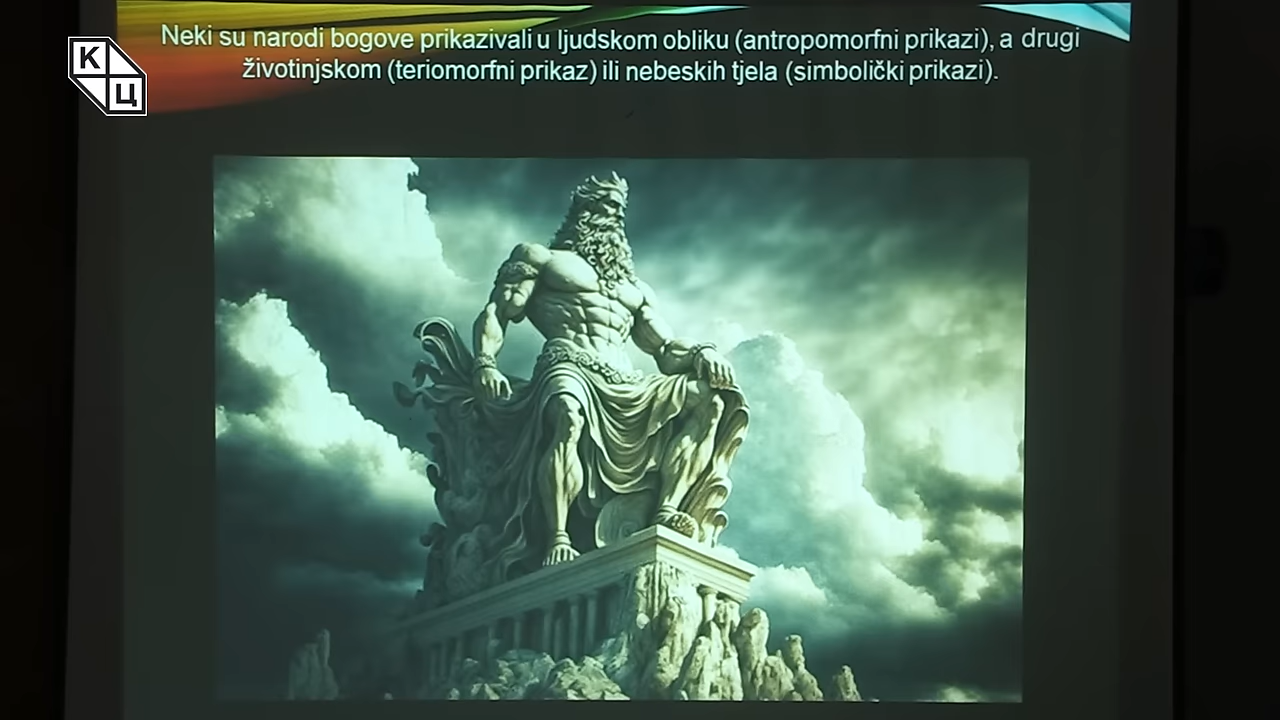 Neki su narodi bogove prikazivali u ljudskom obliku (antropomorfni prikazi), a drugi
životinjskom (teriomorfni prikaz) ili nebeskih tjela (simbolički prikazi).
К
Ц